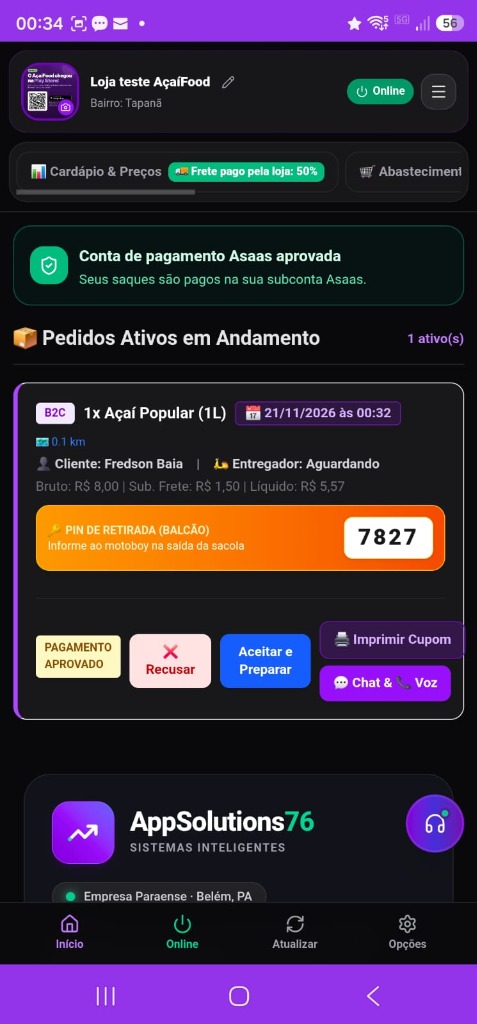 00:34
5G
56
Loja teste AçaíFood
Bairro: Tapanã
Online
📊 Cardápio & Preços
🚚 Frete pago pela loja: 50%
🛒 Abasteciment
Conta de pagamento Asaas aprovada
Seus saques são pagos na sua subconta Asaas.
📦 Pedidos Ativos em Andamento
1 ativo(s)
B2C
1x Açaí Popular (1L)
📅 21/11/2026 às 00:32
🗺️ 0.1 km
👤 Cliente: Fredson Baia | 🛵 Entregador: Aguardando
Bruto: R$ 8,00 | Sub. Frete: R$ 1,50 | Líquido: R$ 5,57
🔑 PIN DE RETIRADA (BALCÃO)
Informe ao motoboy na saída da sacola
7827
PAGAMENTO
APROVADO
❌
Recusar
Aceitar e
Preparar
🖨️ Imprimir Cupom
💬 Chat & 📞 Voz
AppSolutions76
SISTEMAS INTELIGENTES
Empresa Paraense · Belém, PA
Início
Online
Atualizar
Opções